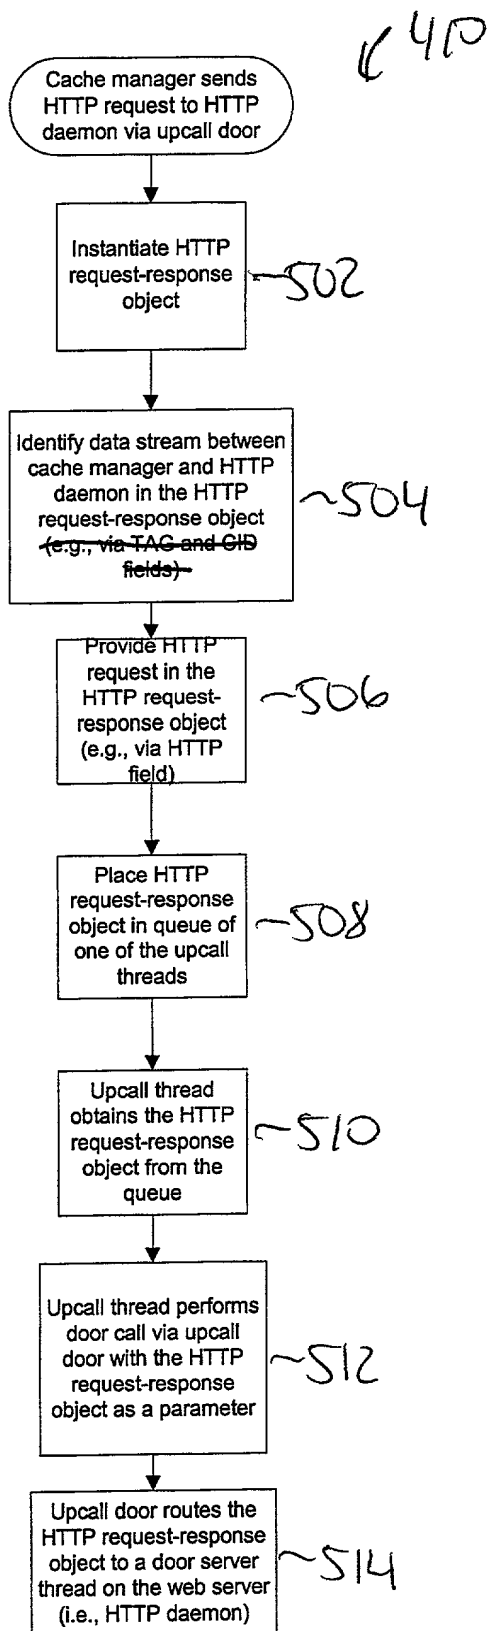 410
Cache manager sends
HTTP request to HTTP
daemon via upcall door
Instantiate HTTP
request-response
object
502
Identify data stream between
cache manager and HTTP
daemon in the HTTP
request-response object
(e.g., via TAG and CID
fields)
504
Provide HTTP
request in the
HTTP request-
response object
(e.g., via HTTP
field)
506
Place HTTP
request-response
object in queue of
one of the upcall
threads
508
Upcall thread
obtains the HTTP
request-response
object from the
queue
510
Upcall thread performs
door call via upcall
door with the HTTP
request-response
object as a parameter
512
Upcall door routes the
HTTP request-response
object to a door server
thread on the web server
(i.e., HTTP daemon)
514